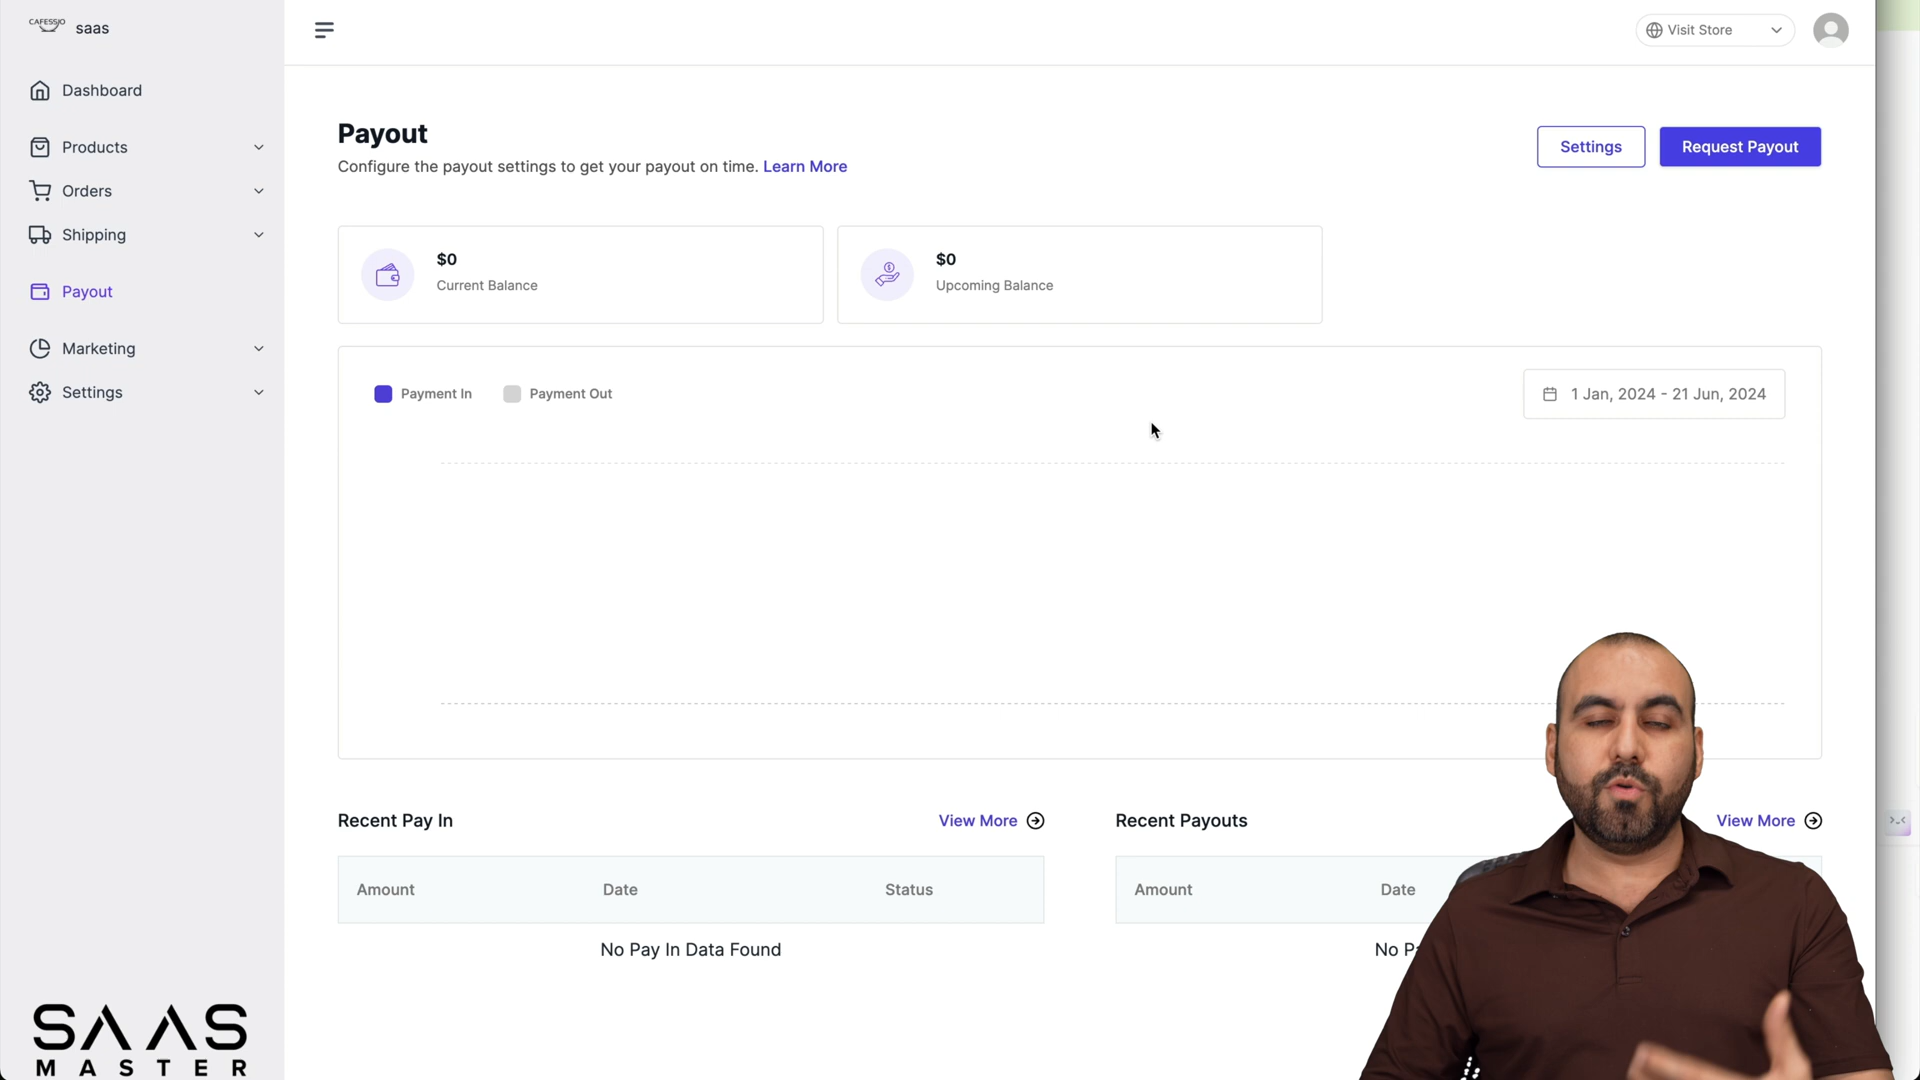 CAFESSIO
saas
Visit Store
Dashboard
Products
Orders
Shipping
Payout
Marketing
Settings
Payout
Configure the payout settings to get your payout on time. Learn More
Settings
Request Payout
$0
Current Balance
$0
Upcoming Balance
Payment In
Payment Out
1 Jan, 2024 - 21 Jun, 2024
Recent Pay In
View More
Amount Date Status
No Pay In Data Found
Recent Payouts
View More
Amount Date
No
SAAS
MASTER